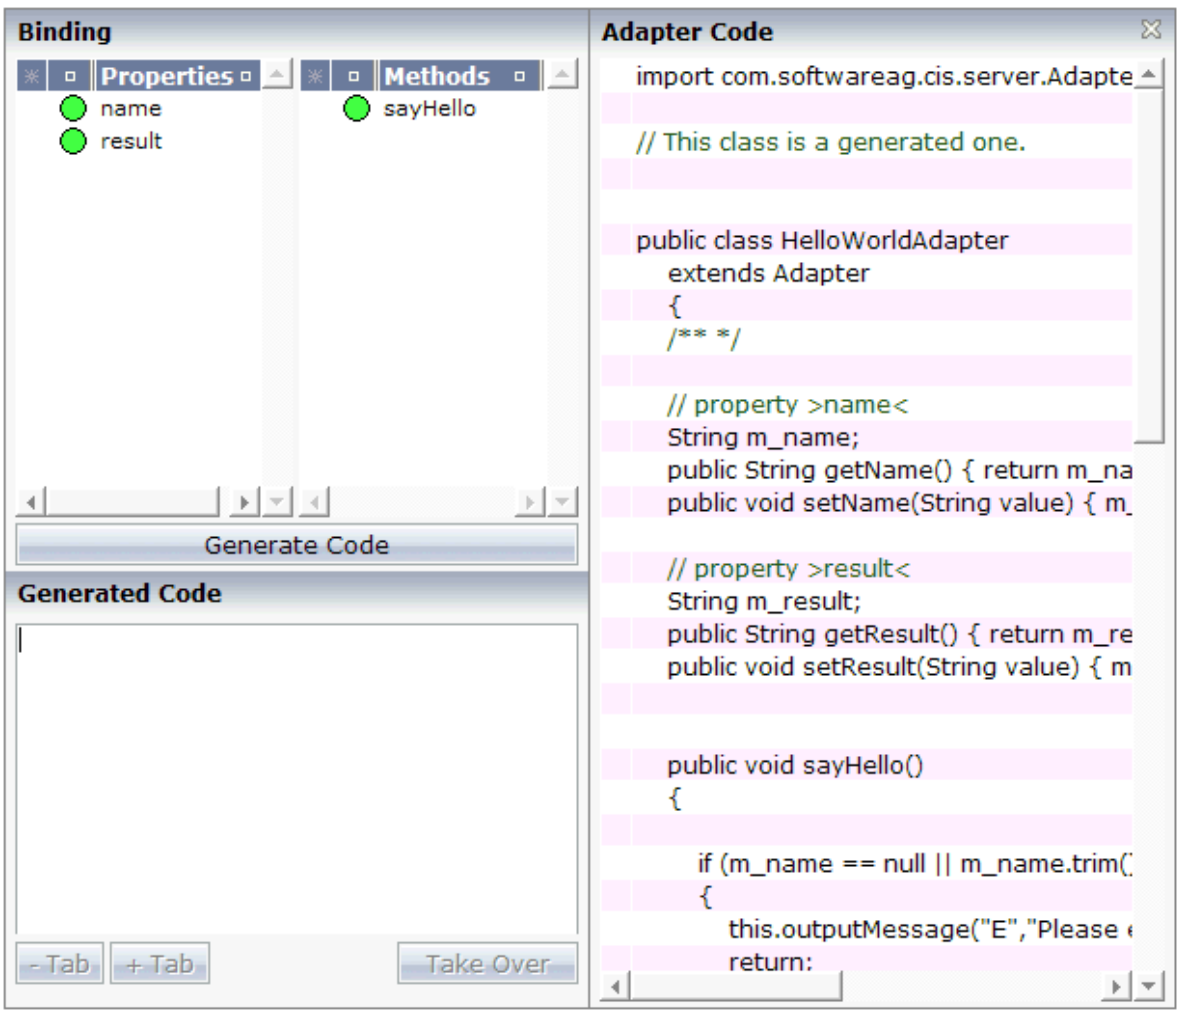 Binding
Properties
Methods
name
sayHello
result
Generate Code
Generated Code
- Tab
+ Tab
Take Over
Adapter Code
import com.softwareag.cis.server.Adapte
// This class is a generated one.
public class HelloWorldAdapter
extends Adapter
{
/** */
// property >name<
String m_name;
public String getName() { return m_na
public void setName(String value) { m_
// property >result<
String m_result;
public String getResult() { return m_re
public void setResult(String value) { m
public void sayHello()
{
if (m_name == null || m_name.trim()
{
this.outputMessage("E","Please
return;